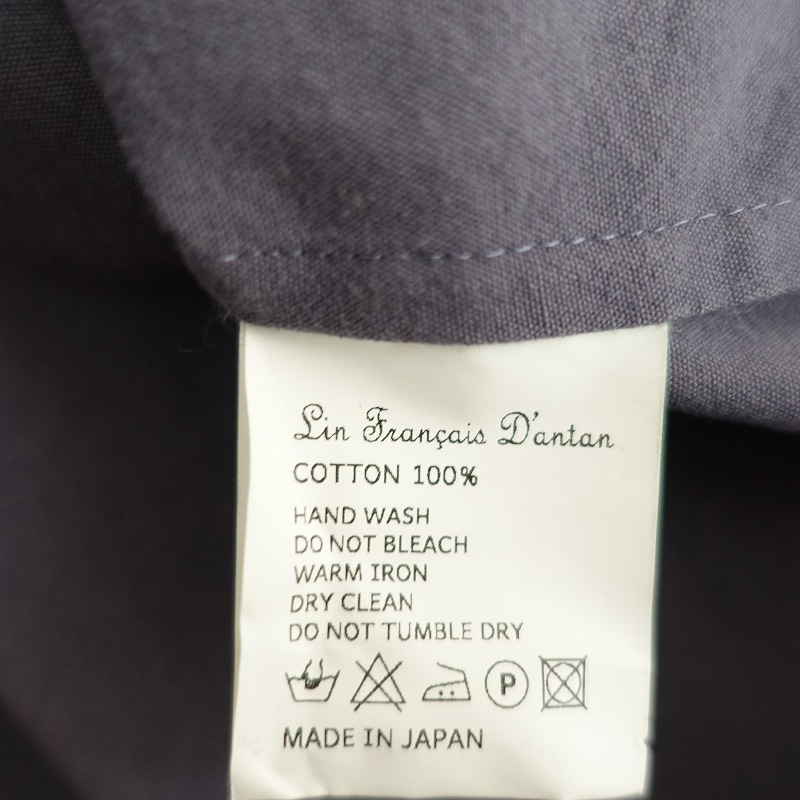 Lin Français D'antan
COTTON 100%
HAND WASH
DO NOT BLEACH
WARM IRON
DRY CLEAN
DO NOT TUMBLE DRY
P
MADE IN JAPAN